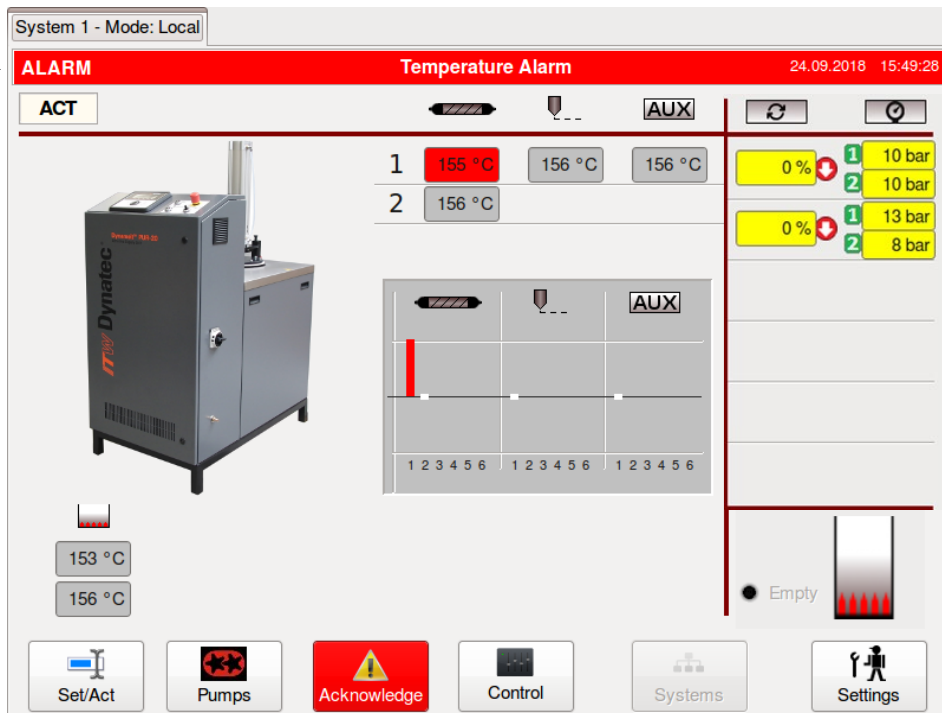 System 1 - Mode: Local
ALARM Temperature Alarm 24.09.2018 15:49:28
ACT
AUX
1 155 °C 156 °C 156 °C
2 156 °C
0 % 1 10 bar
2 10 bar
0 % 1 13 bar
2 8 bar
ITW Dynatec
AUX
1 2 3 4 5 6 1 2 3 4 5 6 1 2 3 4 5 6
153 °C
156 °C
Empty
Set/Act Pumps Acknowledge Control Systems Settings